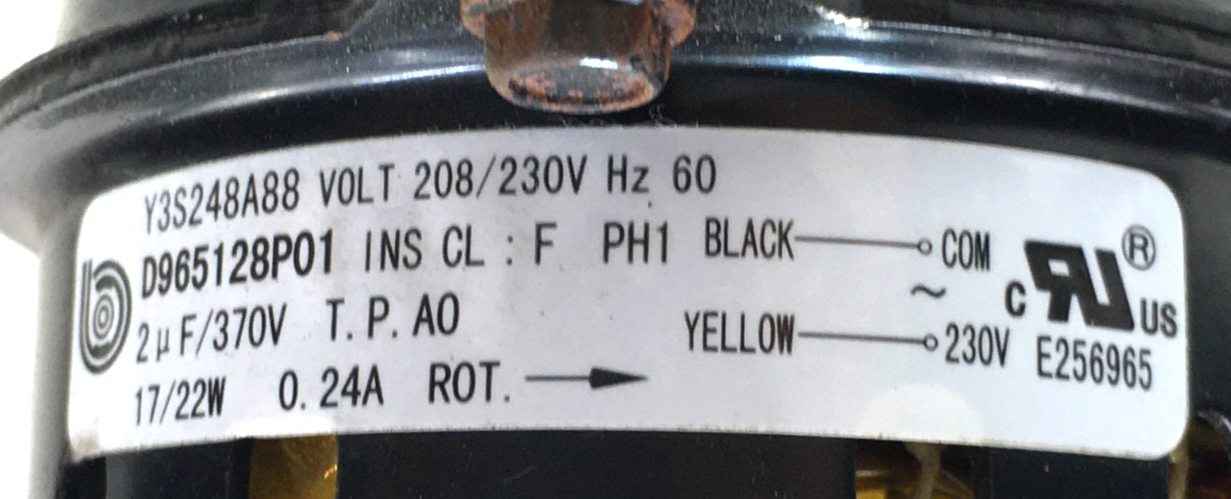 Y3S248A88 VOLT 208/230V Hz 60
D965128P01 INS CL : F PH1 BLACK COM
2µF/370V T.P. AO ~ C US ®
17/22W 0.24A ROT. YELLOW 230V E256965